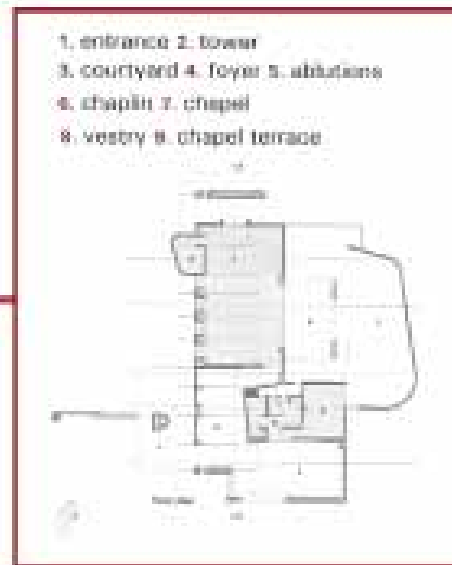 1. entrance 2. tower
3. courtyard 4. foyer 5. ablutions
6. chaplin 7. chapel
8. vestry 9. chapel terrace